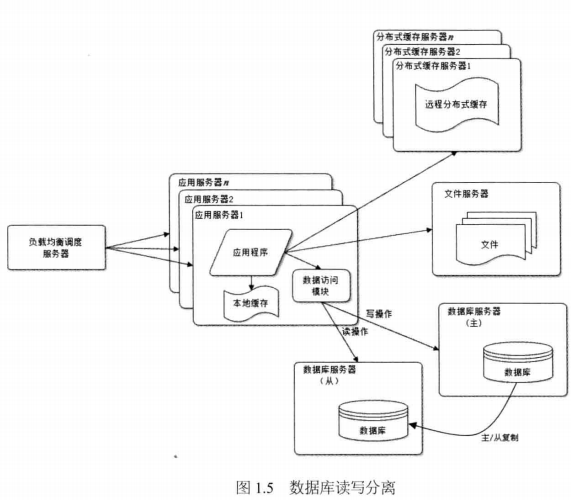 分布式缓存服务器n
分布式缓存服务器2
分布式缓存服务器1
远程分布式缓存
应用服务器n
应用服务器2
应用服务器1
文件服务器
负载均衡调度
服务器
应用程序
文件
数据访问
模块
本地缓存
写操作
读操作
数据库服务器
（主）
数据库
数据库服务器
（从）
数据库
主/从复制
图 1.5 数据库读写分离